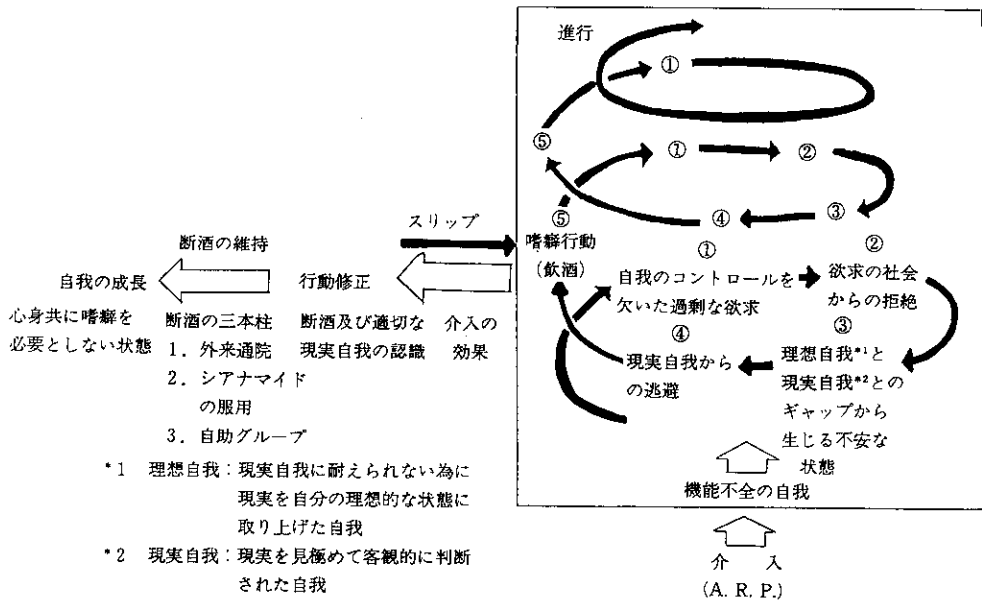 進行
①
⑤
①
②
⑤
④
③
スリップ
嗜癖行動
(飲酒)
①
自我のコントロールを
欠いた過剰な欲求
②
欲求の社会
からの拒絶
③
理想自我*1と
現実自我*2との
ギャップから
生じる不安な
状態
④
現実自我から
の逃避
機能不全の自我
介 入
(A. R. P.)
断酒の維持
自我の成長
行動修正
心身共に嗜癖を
必要としない状態
断酒の三本柱
1. 外来通院
2. シアナマイド
の服用
3. 自助グループ
断酒及び適切な
現実自我の認識
介入の
効果
*1 理想自我:現実自我に耐えられない為に
現実を自分の理想的な状態に
取り上げた自我
*2 現実自我:現実を見極めて客観的に判断
された自我